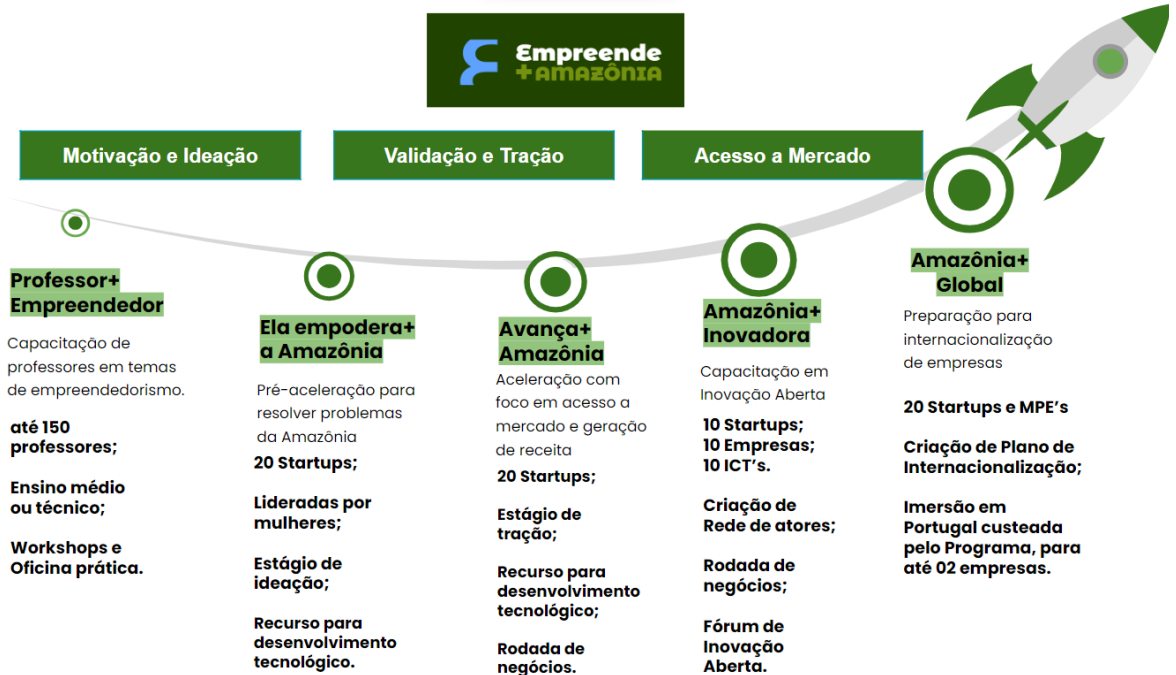 Empreende
+amazônia
Motivação e Ideação
Validação e Tração
Acesso a Mercado
Professor+
Empreendedor
Capacitação de
professores em temas
de empreendedorismo.
até 150
professores;
Ensino médio
ou técnico;
Workshops e
Oficina prática.
Ela empodera+
a Amazônia
Pré-aceleração para
resolver problemas
da Amazônia
20 Startups;
Lideradas por
mulheres;
Estágio de
ideação;
Recurso para
desenvolvimento
tecnológico.
Avança+
Amazônia
Aceleração com
foco em acesso a
mercado e geração
de receita
20 Startups;
Estágio de
tração;
Recurso para
desenvolvimento
tecnológico;
Rodada de
negócios.
Amazônia+
Inovadora
Capacitação em
Inovação Aberta
10 Startups;
10 Empresas;
10 ICT’s.
Criação de
Rede de atores;
Rodada de
negócios;
Fórum de
Inovação
Aberta.
Amazônia+
Global
Preparação para
internacionalização
de empresas
20 Startups e MPE’s
Criação de Plano de
Internacionalização;
Imersão em
Portugal custeada
pelo Programa, para
até 02 empresas.